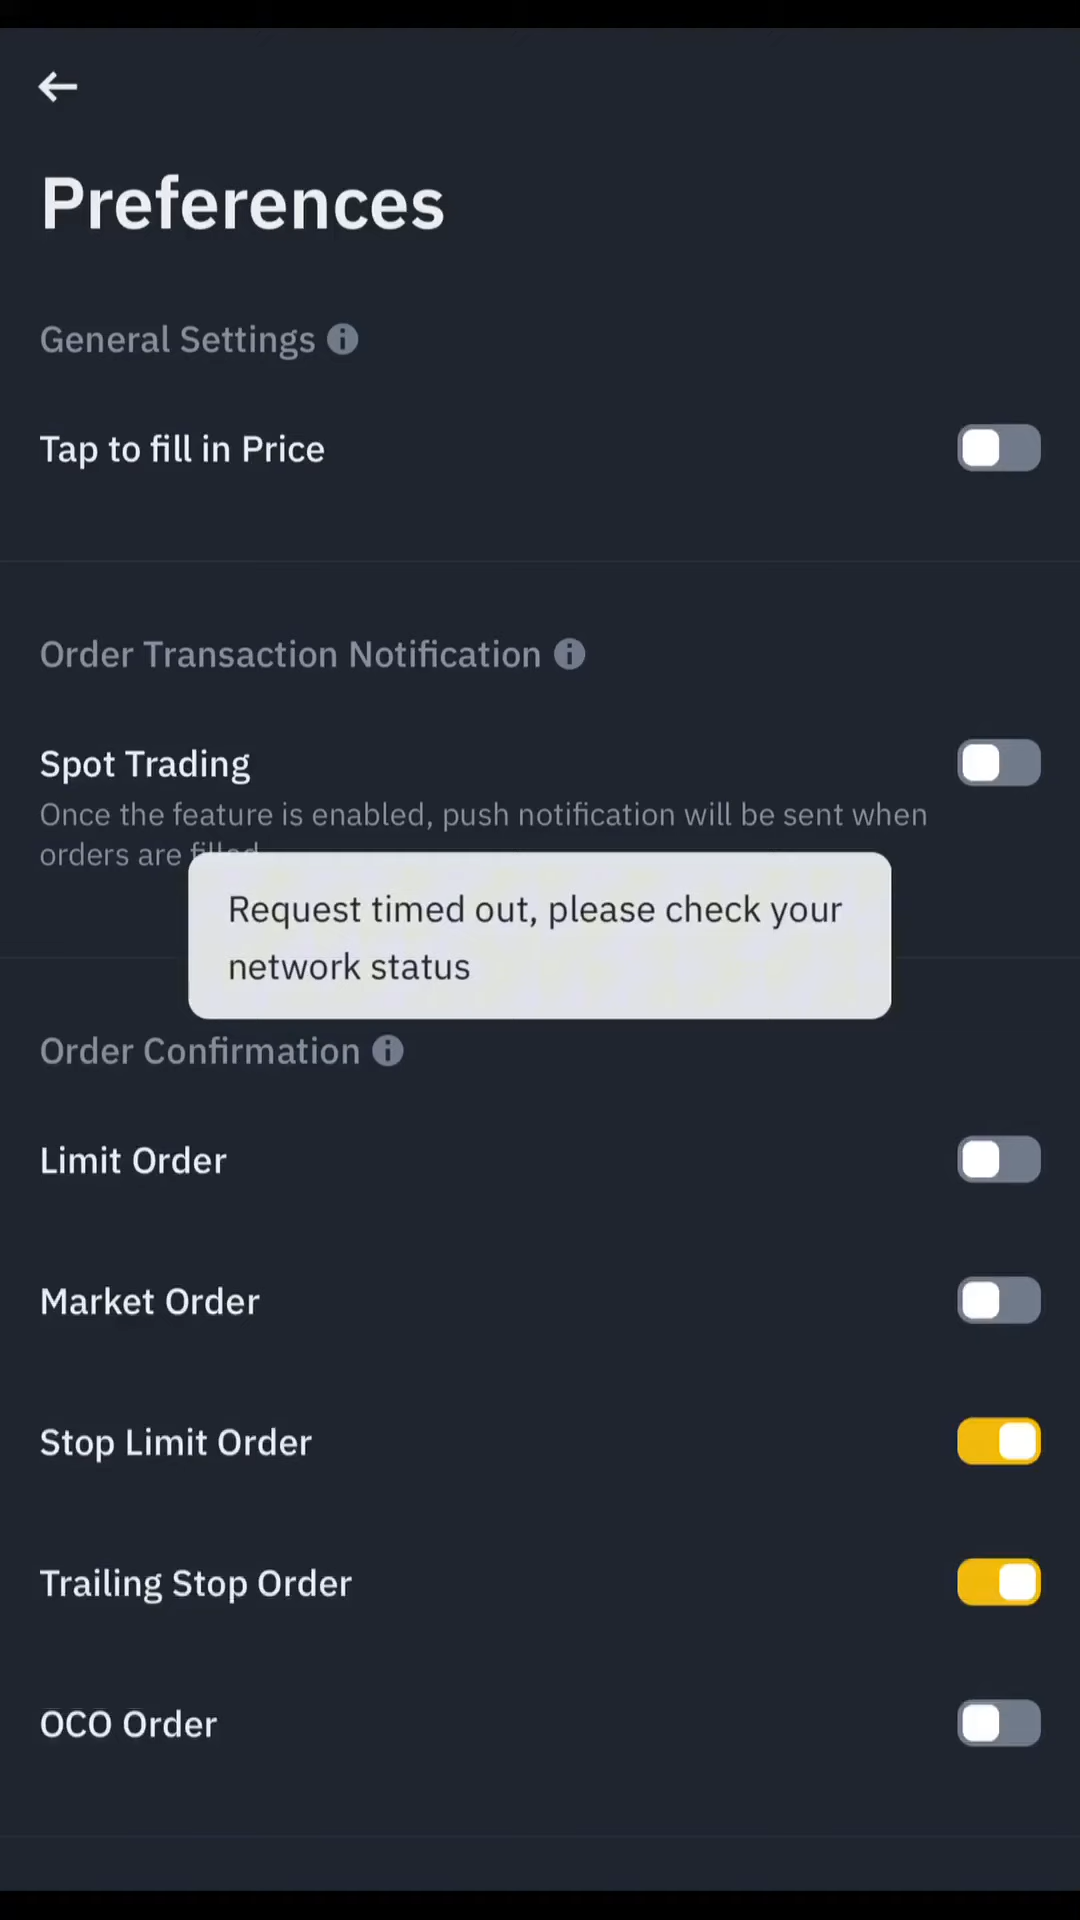 Preferences
General Settings
Tap to fill in Price
Order Transaction Notification
Spot Trading
Once the feature is enabled, push notification will be sent when
orders are filled
Request timed out, please check your
network status
Order Confirmation
Limit Order
Market Order
Stop Limit Order
Trailing Stop Order
OCO Order